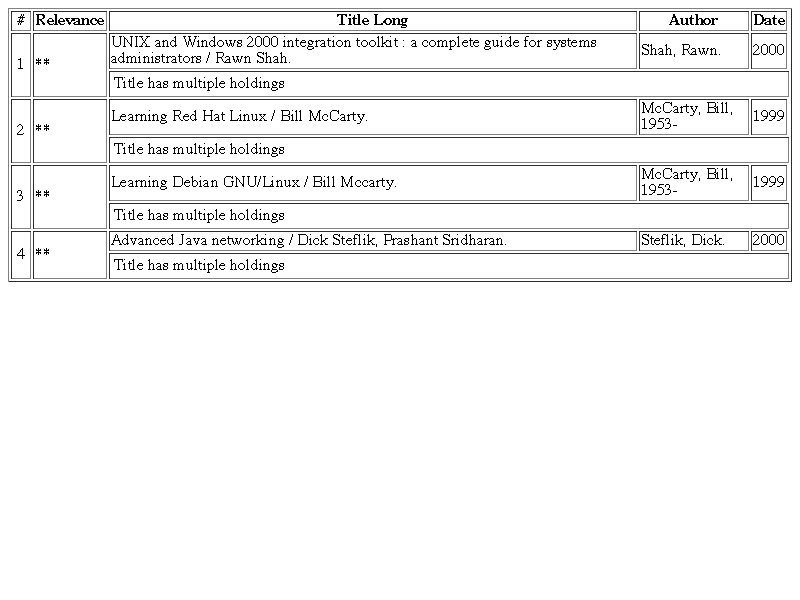 # Relevance Title Long Author Date
1 ** UNIX and Windows 2000 integration toolkit : a complete guide for systems administrators / Rawn Shah. Shah, Rawn. 2000
Title has multiple holdings
2 ** Learning Red Hat Linux / Bill McCarty. McCarty, Bill, 1953- 1999
Title has multiple holdings
3 ** Learning Debian GNU/Linux / Bill Mccarty. McCarty, Bill, 1953- 1999
Title has multiple holdings
4 ** Advanced Java networking / Dick Steflik, Prashant Sridharan. Steflik, Dick. 2000
Title has multiple holdings